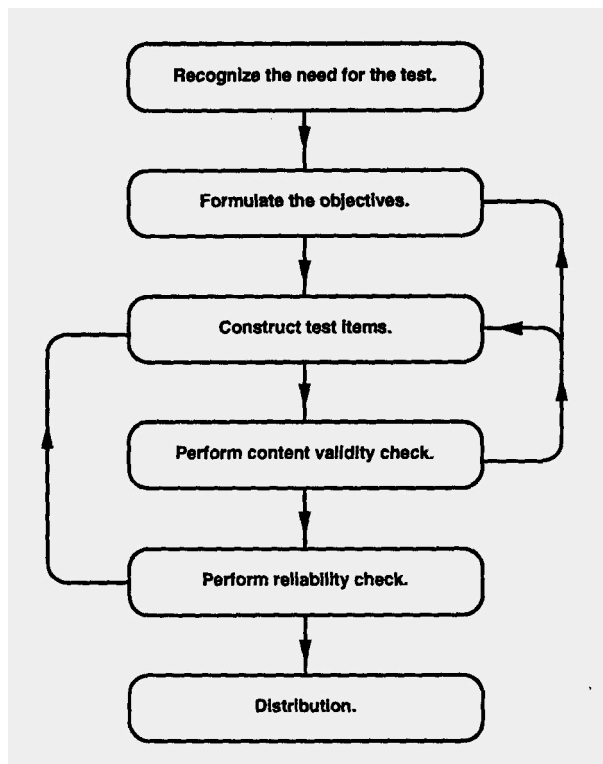 Recognize the need for the test.
Formulate the objectives.
Construct test items.
Perform content validity check.
Perform reliability check.
Distribution.